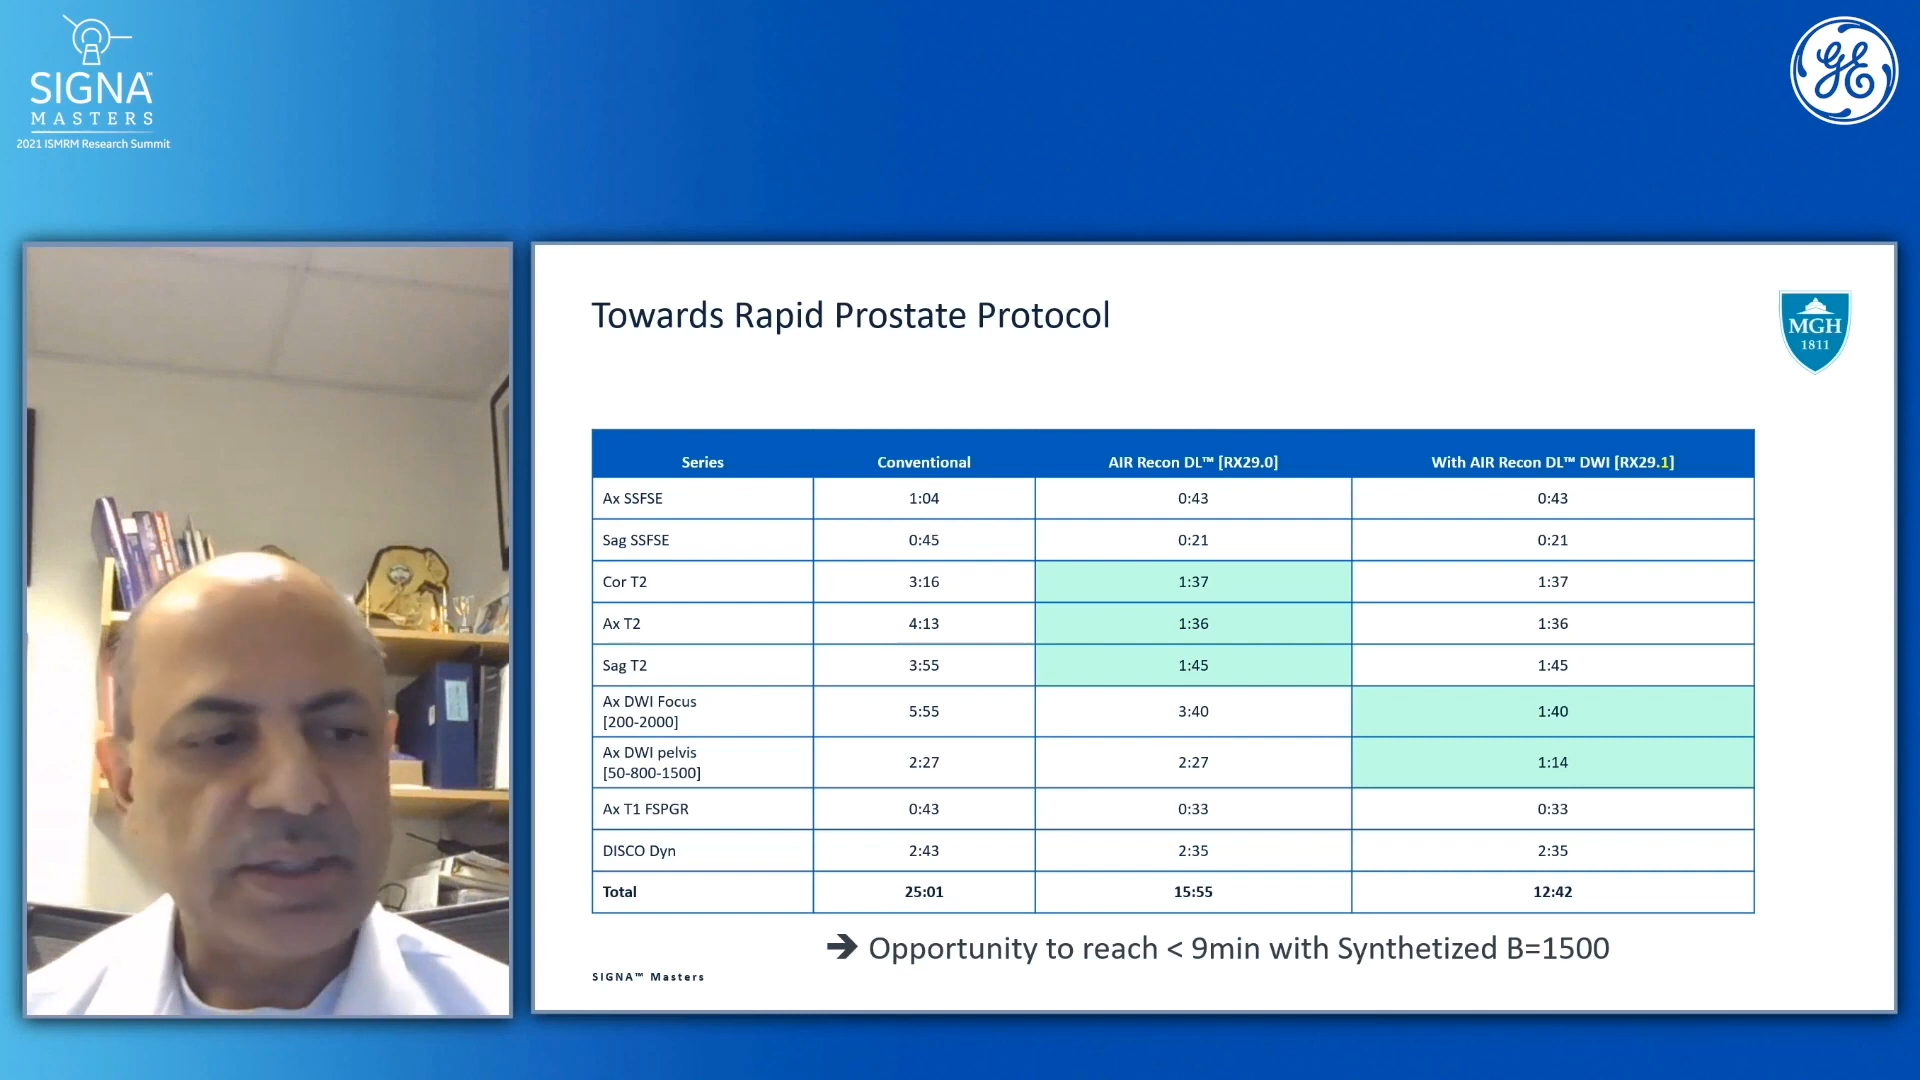 SIGNA™
MASTERS
2021 ISMRM Research Summit
GE
Towards Rapid Prostate Protocol
MGH
1811
Series Conventional AIR Recon DL™ [RX29.0] With AIR Recon DL™ DWI [RX29.1]
Ax SSFSE 1:04 0:43 0:43
Sag SSFSE 0:45 0:21 0:21
Cor T2 3:16 1:37 1:37
Ax T2 4:13 1:36 1:36
Sag T2 3:55 1:45 1:45
Ax DWI Focus
[200-2000] 5:55 3:40 1:40
Ax DWI pelvis
[50-800-1500] 2:27 2:27 1:14
Ax T1 FSPGR 0:43 0:33 0:33
DISCO Dyn 2:43 2:35 2:35
Total 25:01 15:55 12:42
➔ Opportunity to reach < 9min with Synthetized B=1500
SIGNA™ Masters